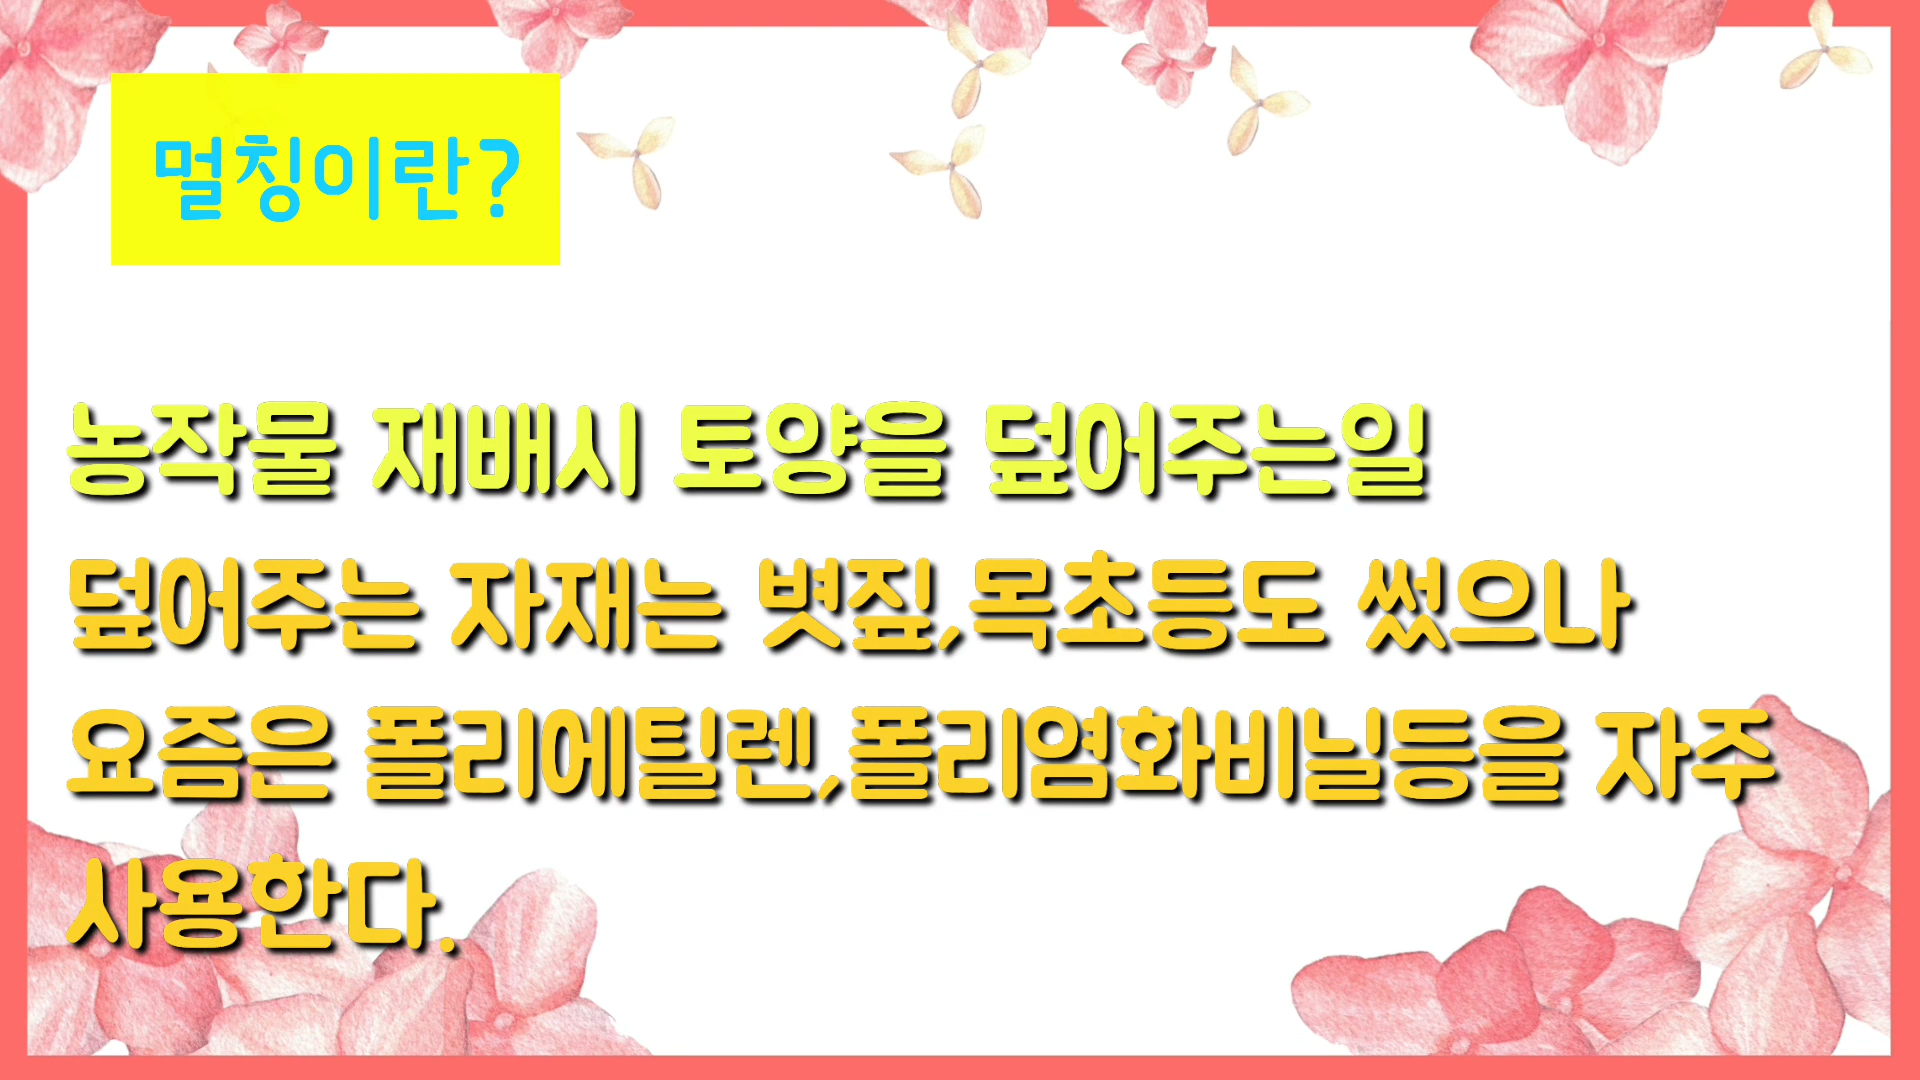 멀칭이란?
농작물 재배시 토양을 덮어주는일
덮어주는 자재는 볏짚,목초등도 썼으나
요즘은 폴리에틸렌,폴리염화비닐등을 자주
사용한다.